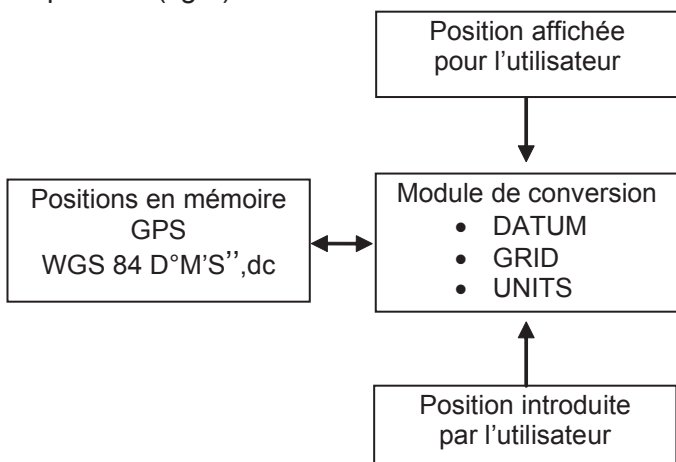 Position affichée
pour l'utilisateur
Positions en mémoire
GPS
WGS 84 D°M'S'',dc
Module de conversion
• DATUM
• GRID
• UNITS
Position introduite
par l'utilisateur